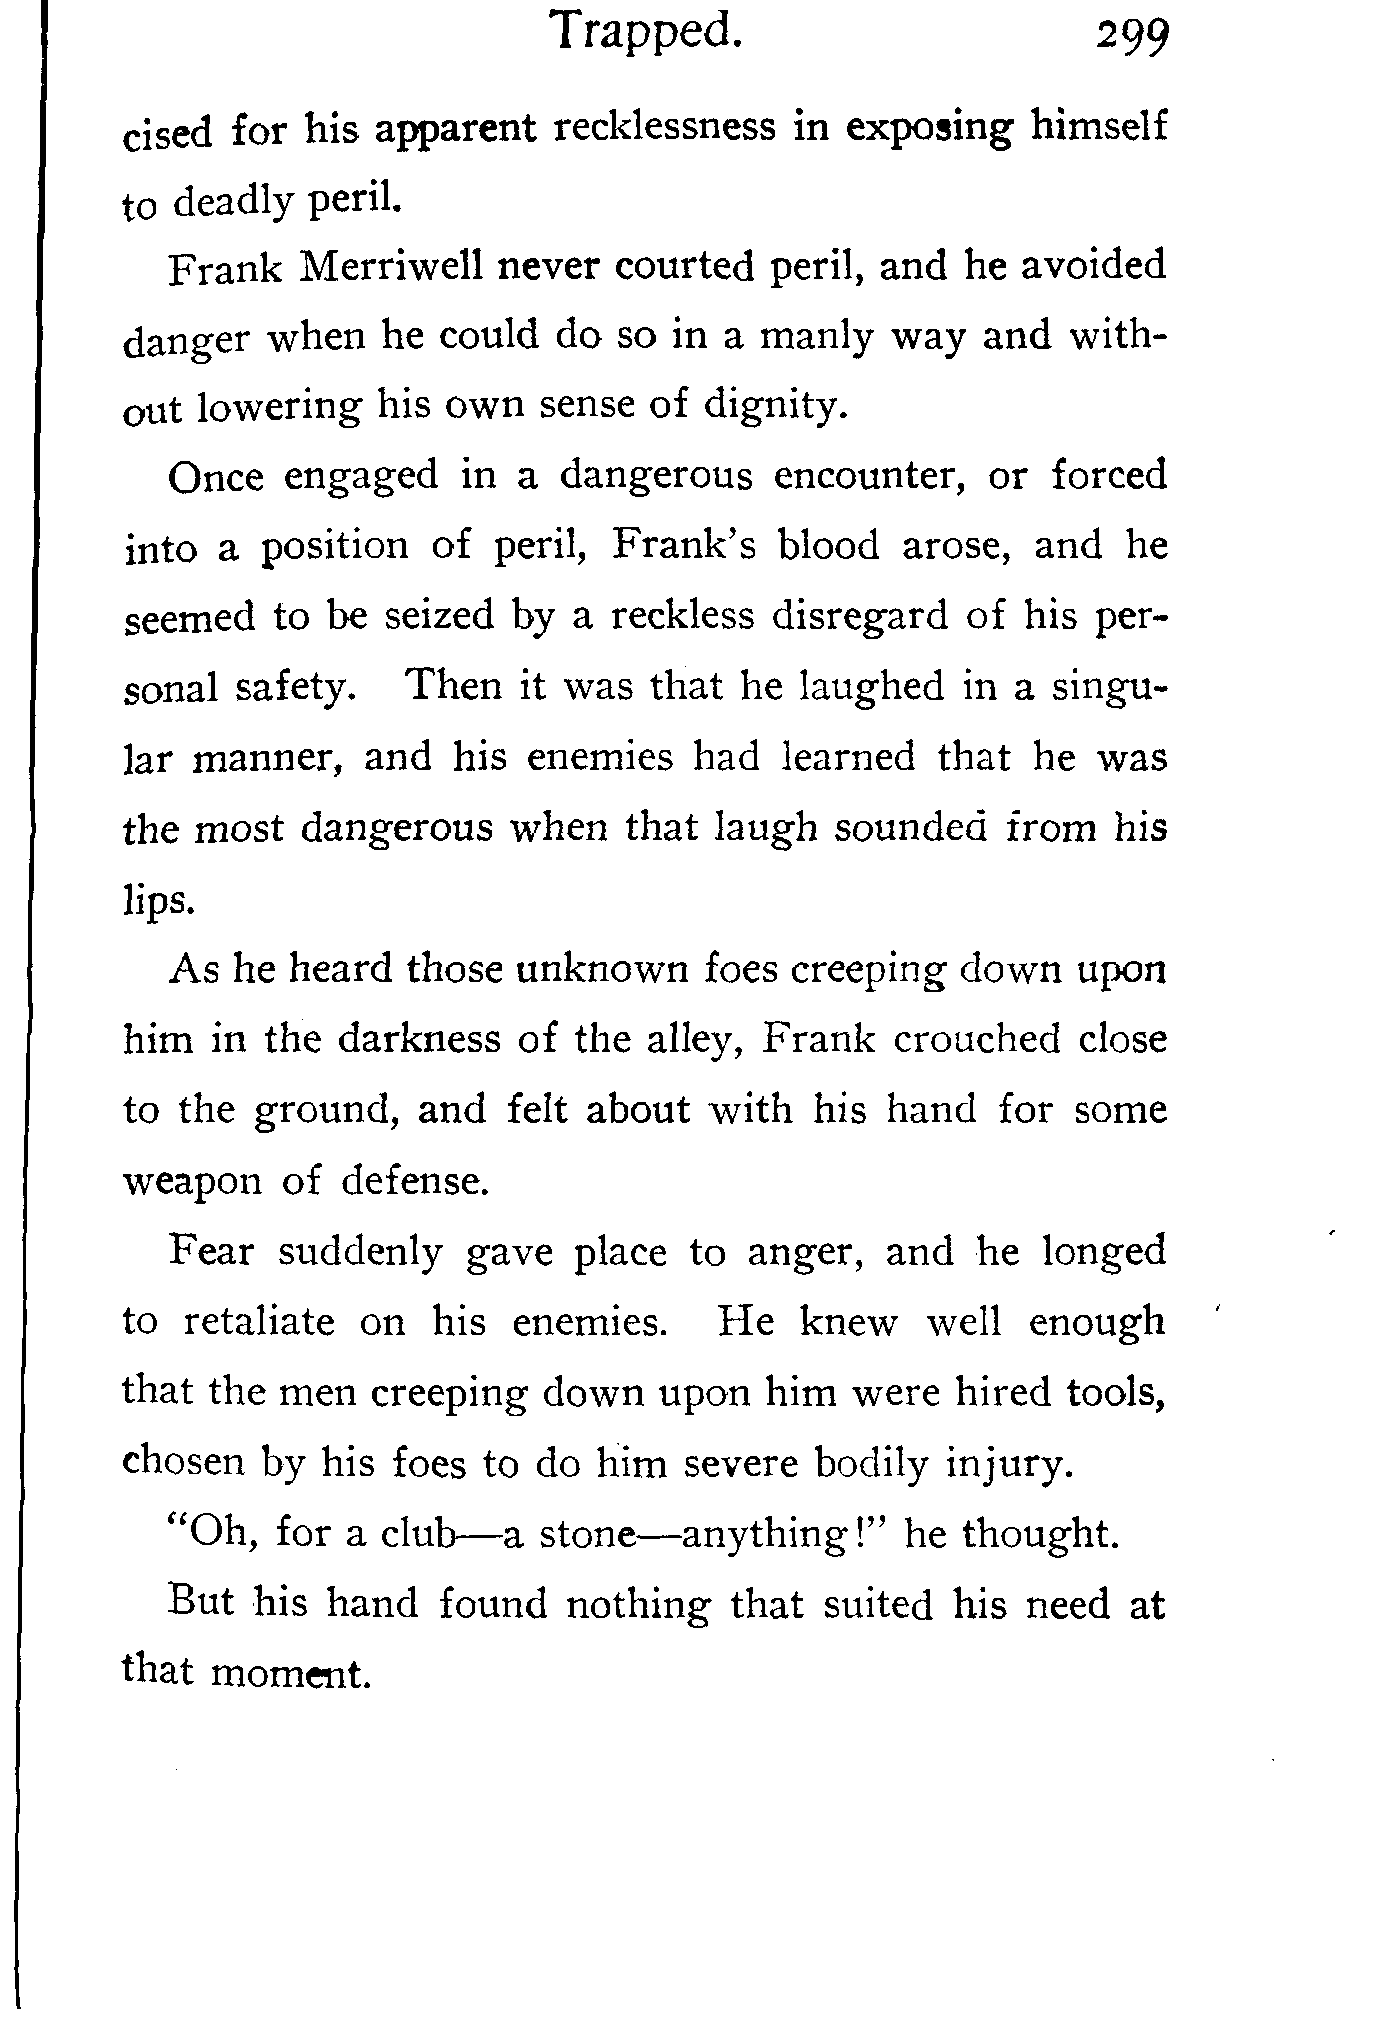 Trapped. 299
cised for his apparent recklessness in exposing himself
to deadly peril.
Frank Merriwell never courted peril, and he avoided
danger when he could do so in a manly way and with-
out lowering his own sense of dignity.
Once engaged in a dangerous encounter, or forced
into a position of peril, Frank’s blood arose, and he
seemed to be seized by a reckless disregard of his per-
sonal safety. Then it was that he laughed in a singu-
lar manner, and his enemies had learned that he was
the most dangerous when that laugh sounded from his
lips.
As he heard those unknown foes creeping down upon
him in the darkness of the alley, Frank crouched close
to the ground, and felt about with his hand for some
weapon of defense.
Fear suddenly gave place to anger, and he longed
to retaliate on his enemies. He knew well enough
that the men creeping down upon him were hired tools,
chosen by his foes to do him severe bodily injury.
“Oh, for a club—a stone—anything!” he thought.
But his hand found nothing that suited his need at
that moment.